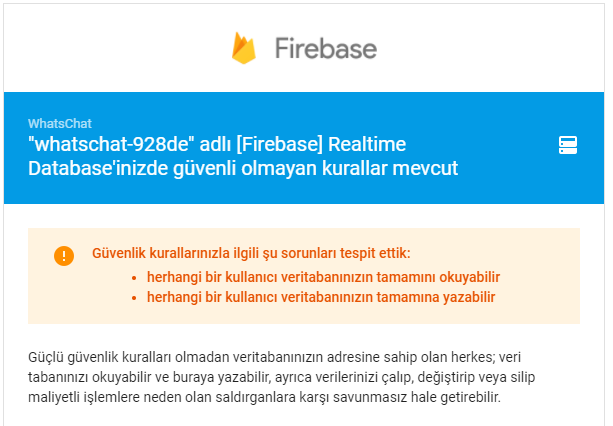 Firebase
WhatsChat
"whatschat-928de" adlı [Firebase] Realtime
Database'inizde güvenli olmayan kurallar mevcut
Güvenlik kurallarınızla ilgili şu sorunları tespit ettik:
• herhangi bir kullanıcı veritabanınızın tamamını okuyabilir
• herhangi bir kullanıcı veritabanınızın tamamına yazabilir
Güçlü güvenlik kuralları olmadan veritabanınızın adresine sahip olan herkes; veri
tabanınızı okuyabilir ve buraya yazabilir, ayrıca verilerinizi çalıp, değiştirip veya silip
maliyetli işlemlere neden olan saldırganlara karşı savunmasız hale getirebilir.